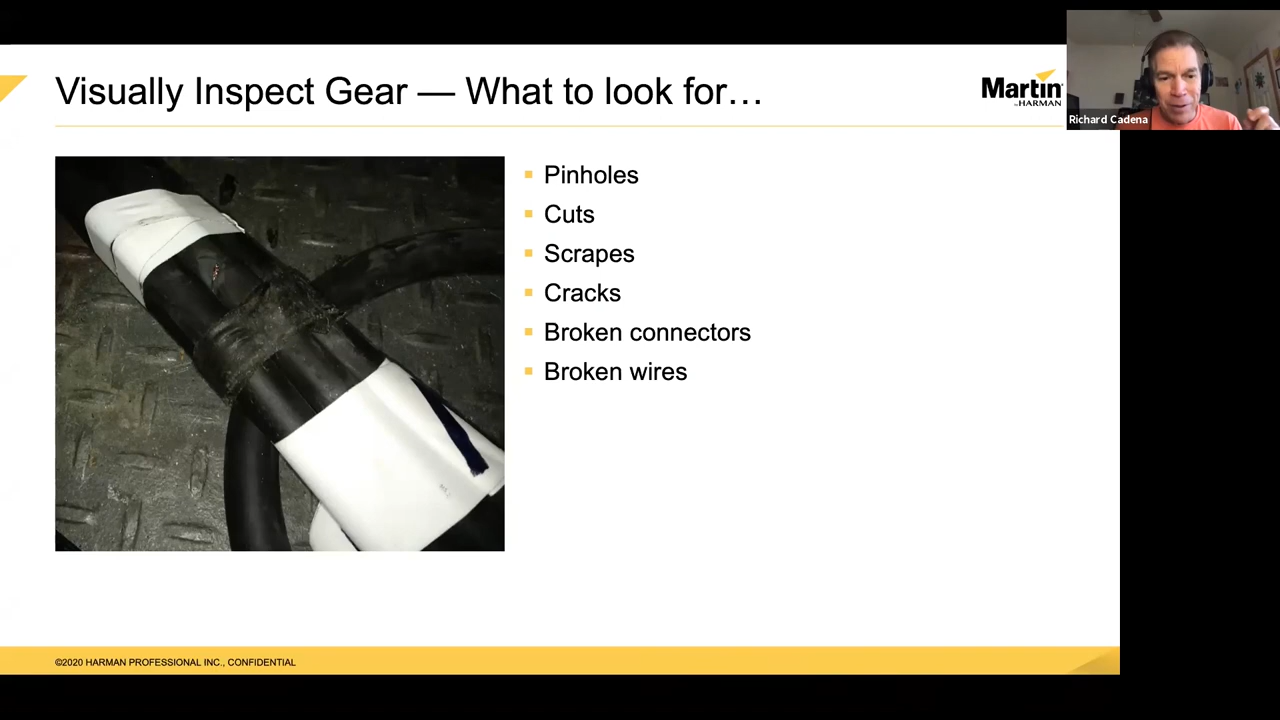 Visually Inspect Gear — What to look for…
Martin
by HARMAN
Richard Cadena
Pinholes
Cuts
Scrapes
Cracks
Broken connectors
Broken wires
©2020 HARMAN PROFESSIONAL INC., CONFIDENTIAL